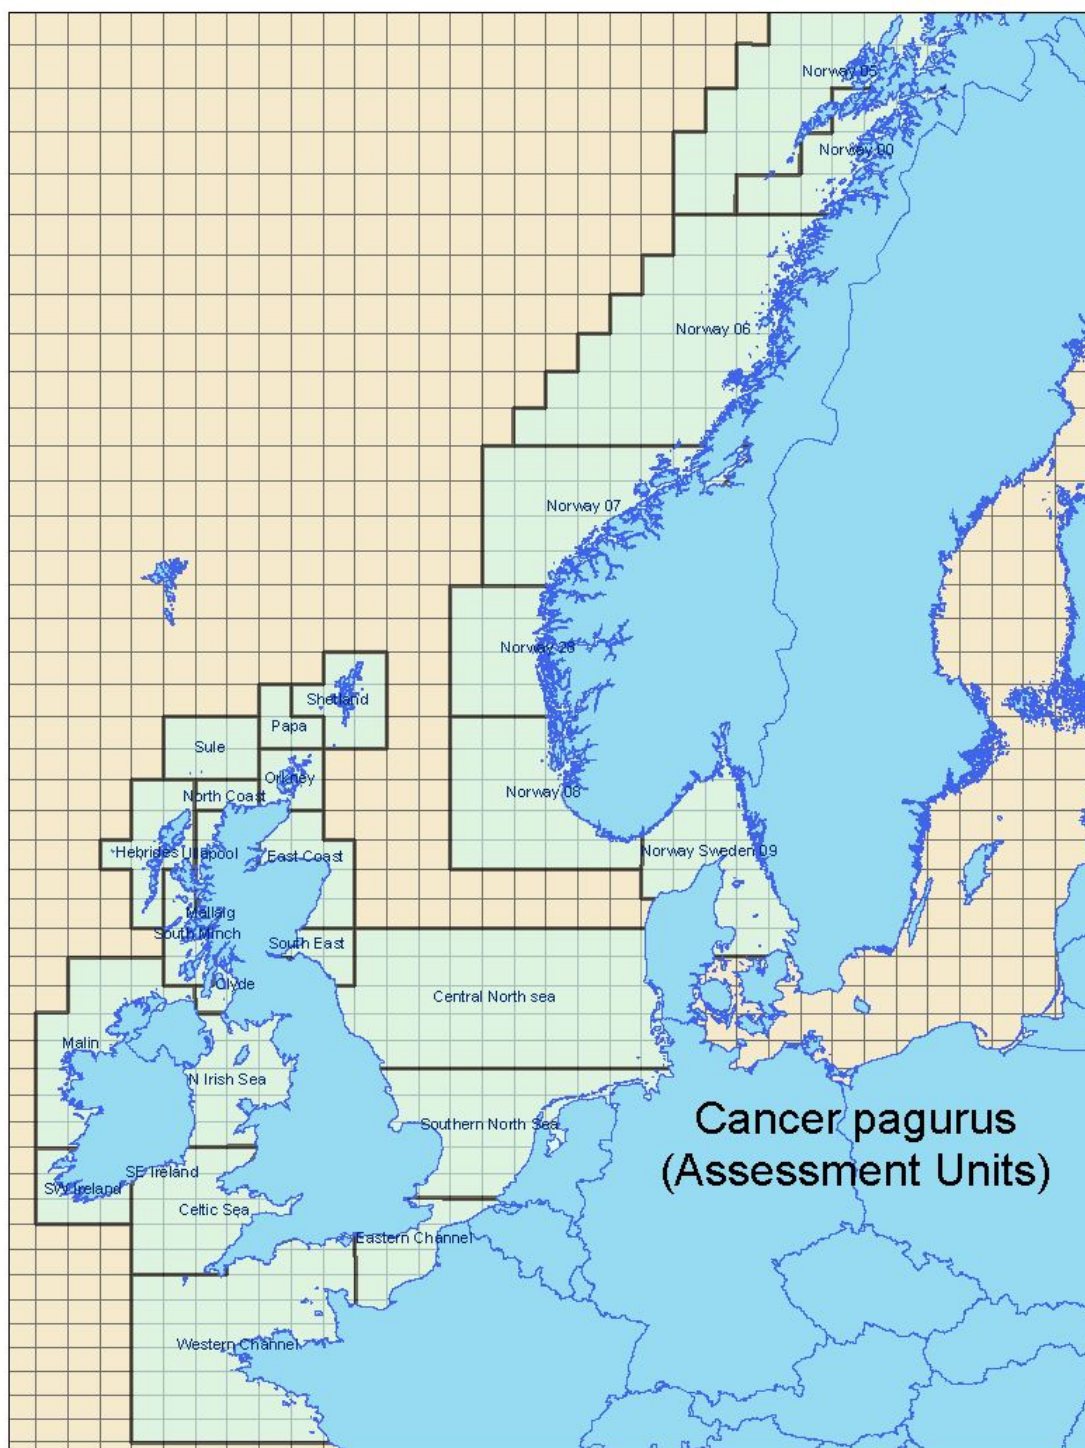 Norway 05
Norway 00
Norway 06
Norway 07
Norway 28
Shetland
Papa
Sule
Orkney
North Coast
Norway 08
Hebrides
Ullapool
East Coast
Norway Sweden 09
Mallaig
South Minch
South East
Clyde
Central North sea
Malin
N Irish Sea
Southern North Sea
Cancer pagurus
(Assessment Units)
SE Ireland
SW Ireland
Celtic Sea
Eastern Channel
Western Channel